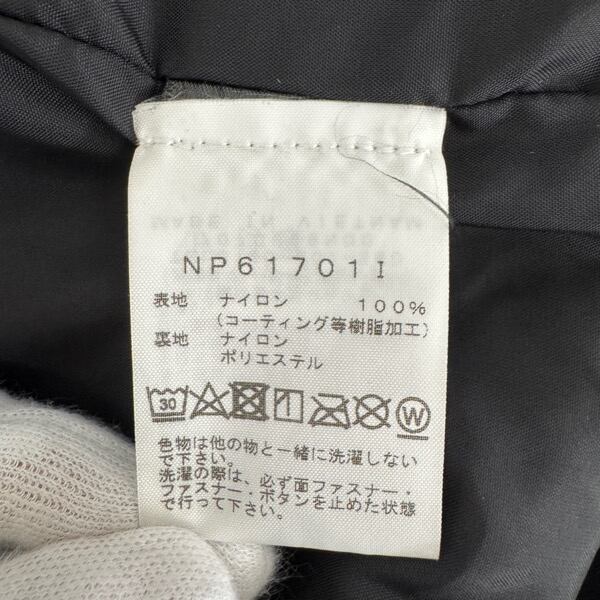 NP61701I
表地 ナイロン 100%
(コーティング等樹脂加工)
裏地 ナイロン
ポリエステル
30 W
色物は他の物と一緒に洗濯しない
で下さい。
洗濯の際は、必ず面ファスナー・
ファスナー・ボタンを止めた状態
で行って下さい。